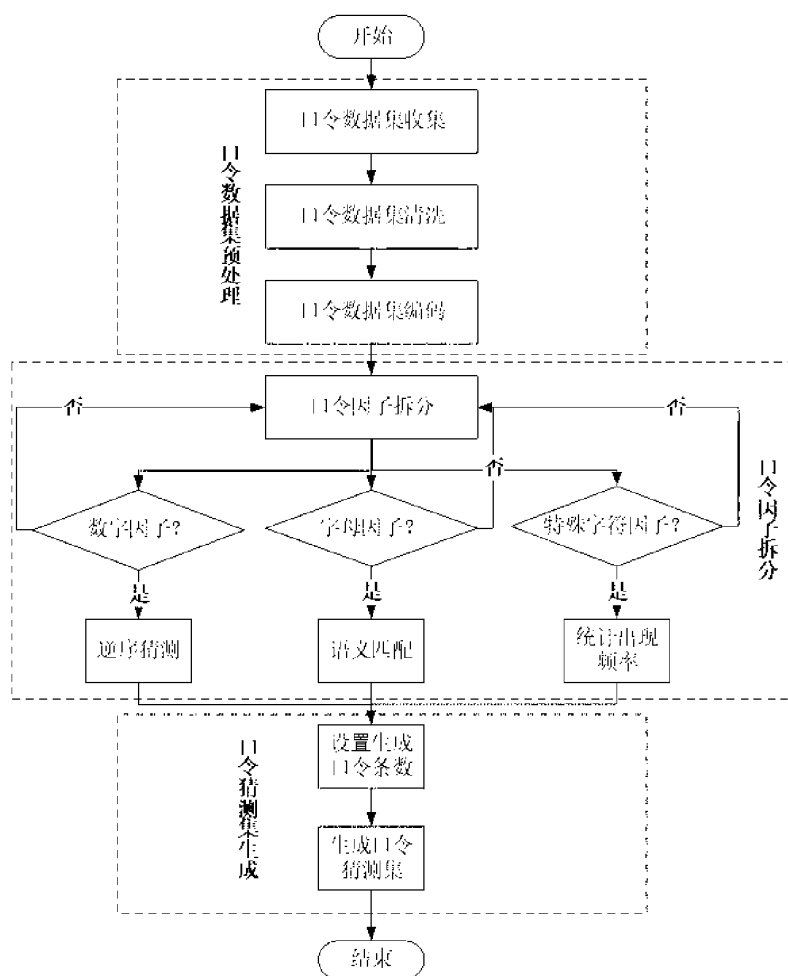 开始
口令数据集收集
口令数据集清洗
口令数据集编码
口令数据集预处理
口令因子拆分
否
否
否
数字因子?
字母因子?
特殊字符因子?
是
是
是
逆序猜测
语义匹配
统计出现
频率
口令因子拆分
设置生成
口令条数
生成口令
猜测集
口令猜测集生成
结束